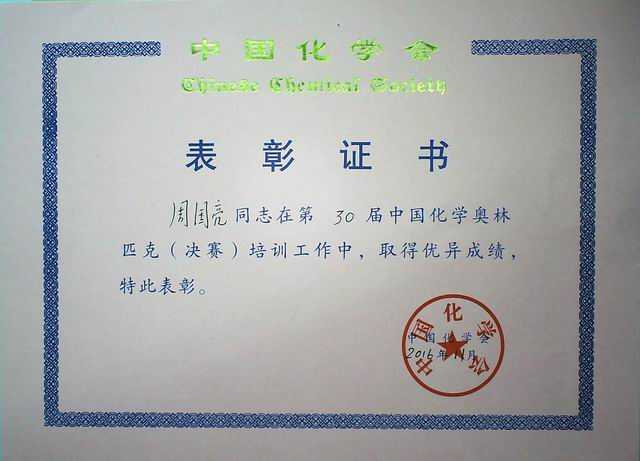 中国化学会
Chinese Chemical Society
表彰证书
周国亮同志在第 30 届中国化学奥林
匹克（决赛）培训工作中，取得优异成绩，
特此表彰。
中国化学会
2016年11月
中国化学会